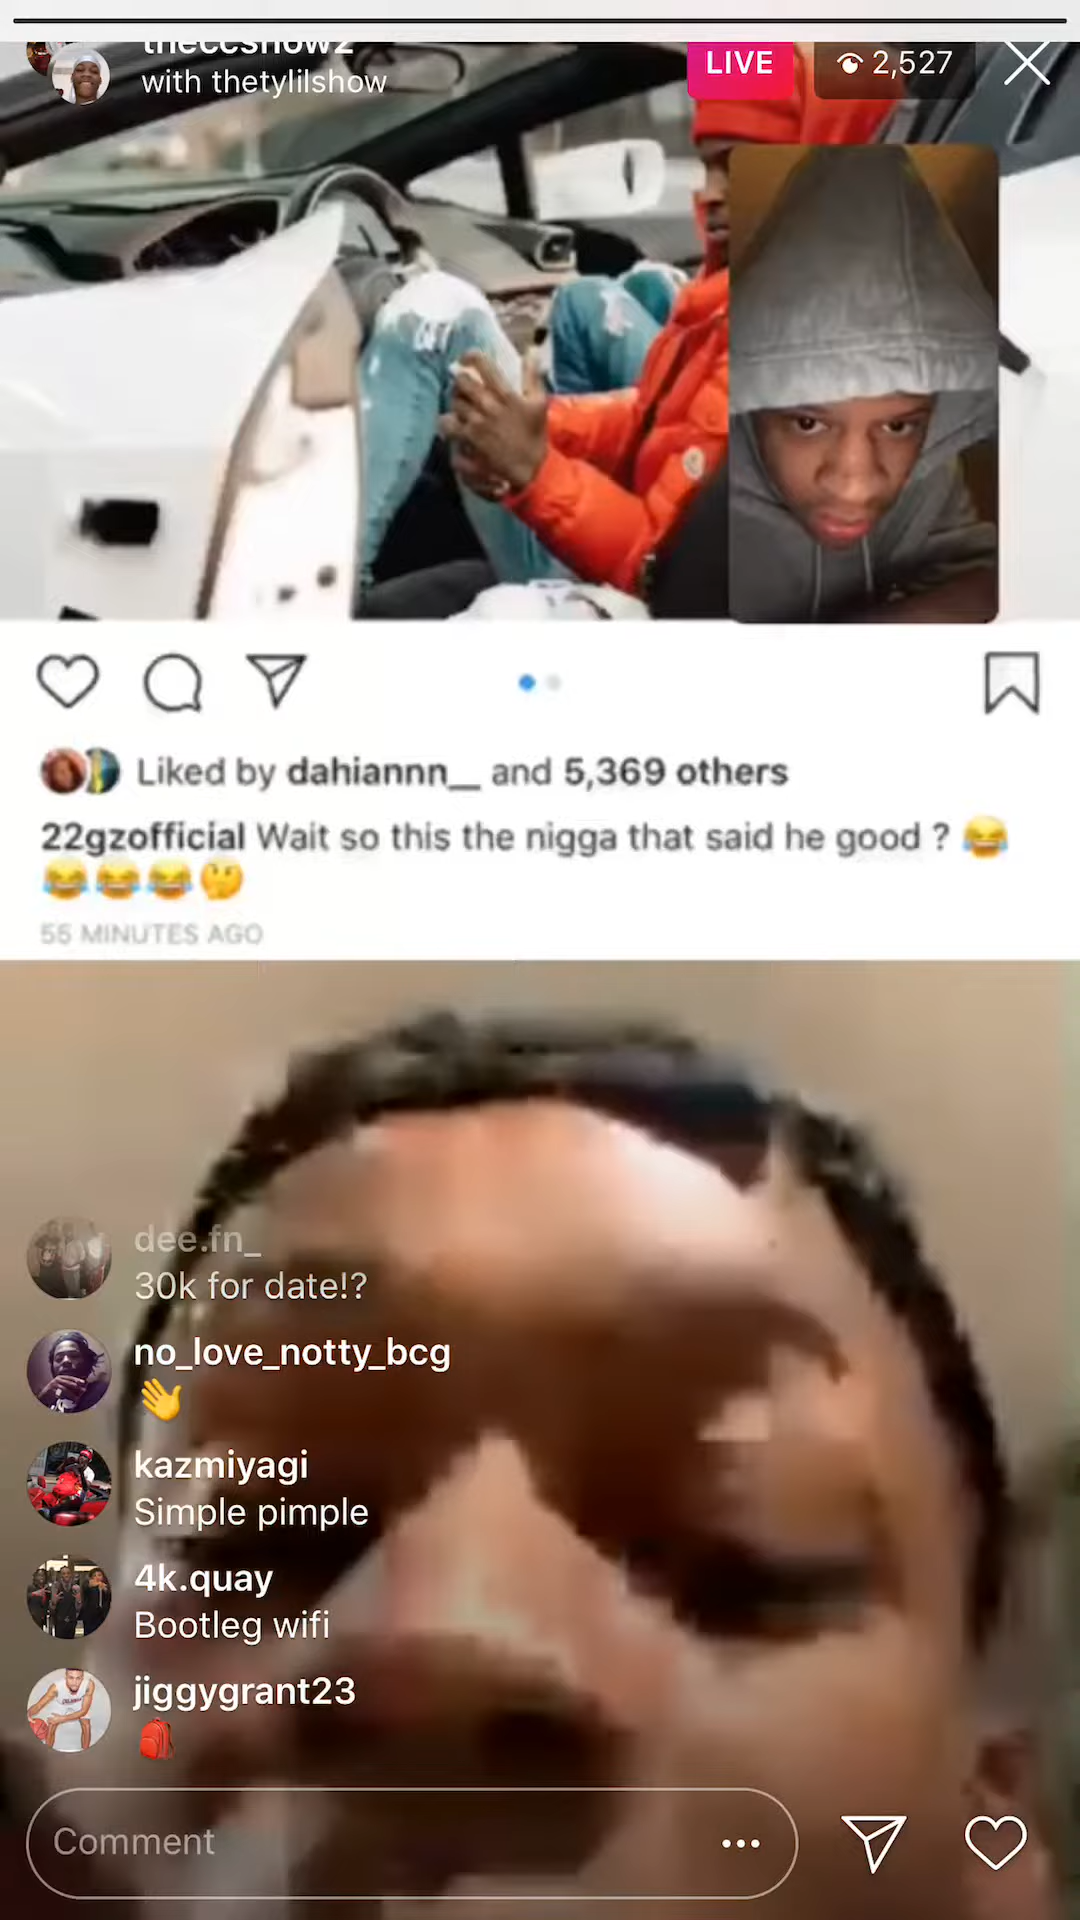 theccshow2
with thetylilshow
LIVE
2,527
Liked by dahiannn__ and 5,369 others
22gzofficial Wait so this the nigga that said he good ? 😂
😂😂😂🤔
55 MINUTES AGO
dee.fn_
30k for date!?
no_love_notty_bcg
👋
kazmiyagi
Simple pimple
4k.quay
Bootleg wifi
jiggygrant23
🎒
Comment